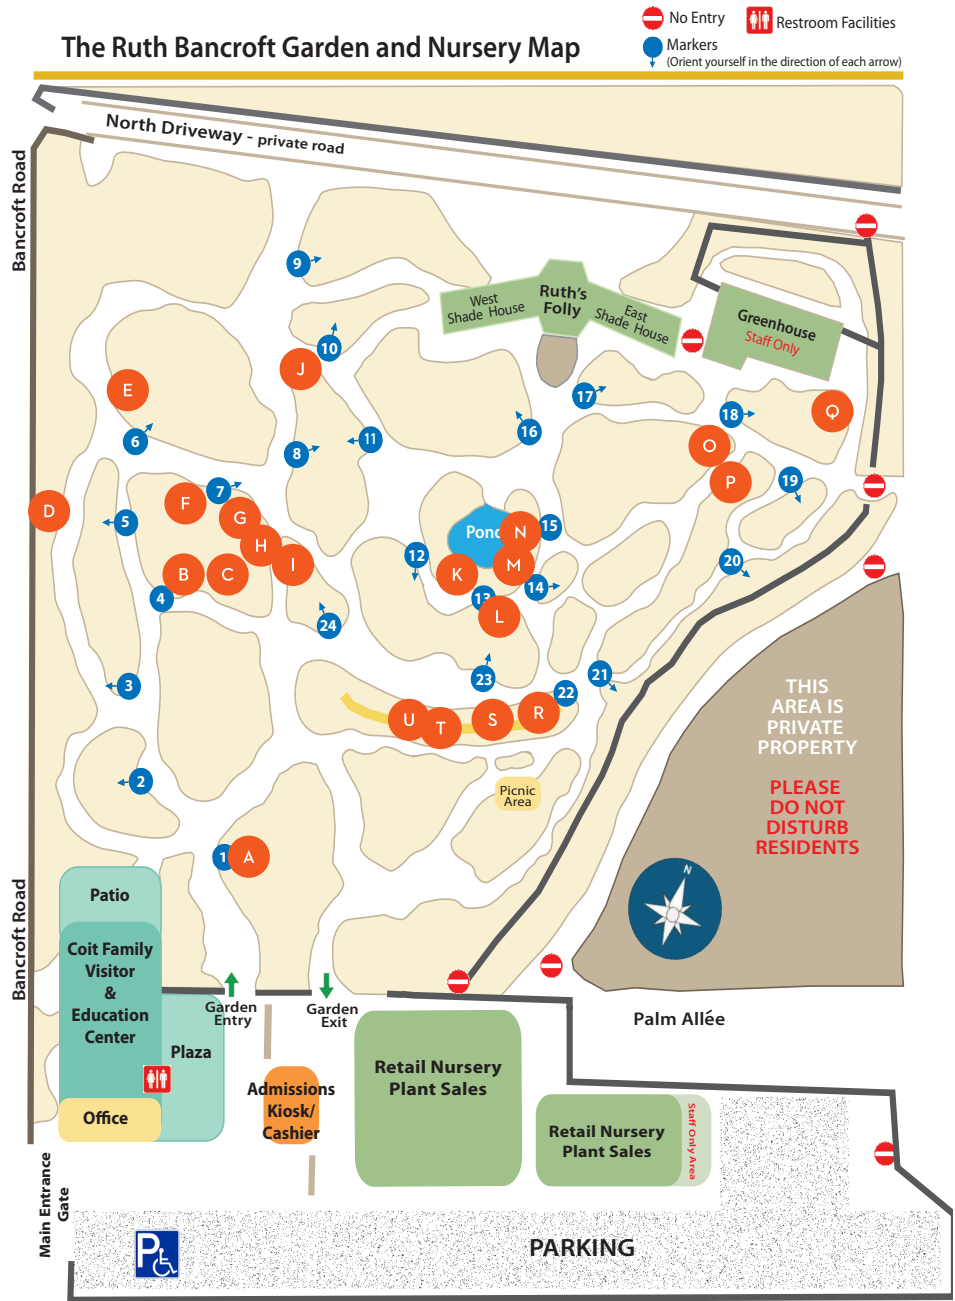 The Ruth Bancroft Garden and Nursery Map
No Entry
Restroom Facilities
Markers
(Orient yourself in the direction of each arrow)
North Driveway - private road
Bancroft Road
9
West
Shade House
Ruth's
Folly
East
Shade House
Greenhouse
Staff Only
10
J
E
17
18
Q
6
8
11
16
O
D
F
7
G
P
19
5
H
Pond
N
15
B
C
I
12
K
M
20
4
13
14
L
24
3
23
21
22
THIS
AREA IS
PRIVATE
PROPERTY
U
T
S
R
2
Picnic
Area
PLEASE
DO NOT
DISTURB
RESIDENTS
1
A
N
Bancroft Road
Patio
Coit Family
Visitor
&
Education
Center
Garden
Entry
Garden
Exit
Palm Allée
Plaza
Retail Nursery
Plant Sales
Admissions
Kiosk/
Cashier
Office
Retail Nursery
Plant Sales
Staff Only Area
Main Entrance
Gate
P
PARKING